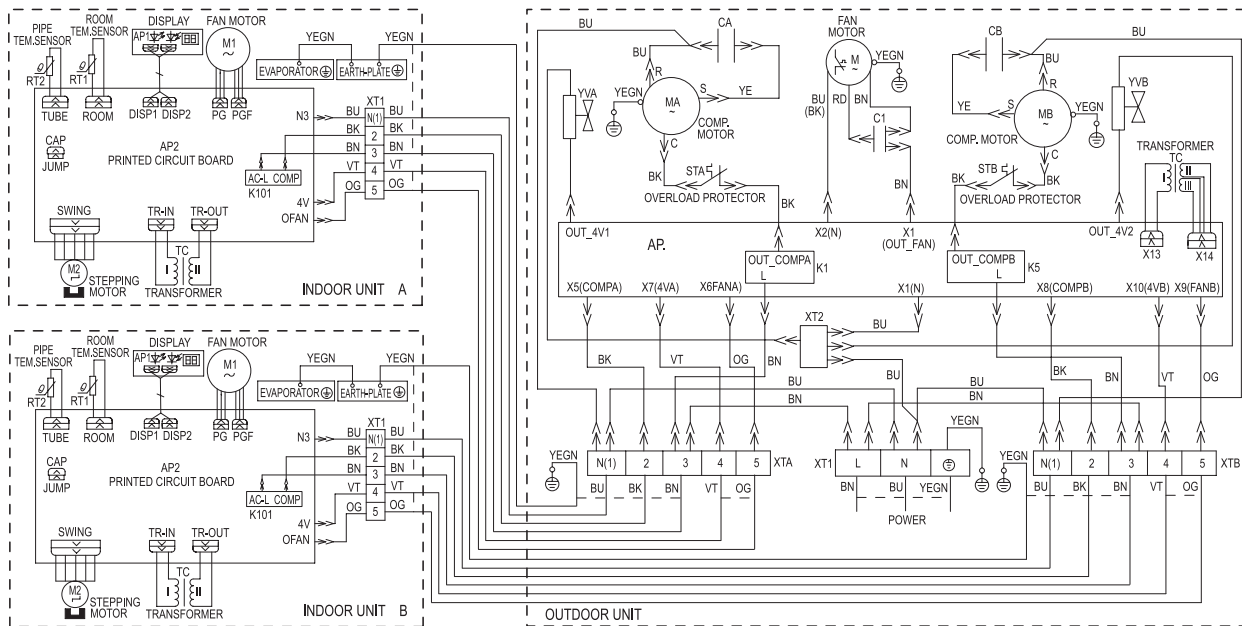 PIPE
TEM.SENSOR
ROOM
TEM.SENSOR
DISPLAY
AP1
FAN MOTOR
M1
~
RT2
RT1
TUBE
ROOM
DISP1
DISP2
PG
PGF
YEGN
YEGN
EVAPORATOR
EARTH-PLATE
XT1
N3
BU
N(1)
BU
BK
2
BK
BN
3
BN
VT
4
VT
OG
5
OG
CAP
JUMP
AP2
PRINTED CIRCUIT BOARD
AC-L COMP
K101
4V
OFAN
SWING
TR-IN
TR-OUT
M2
STEPPING
MOTOR
TC
I
II
TRANSFORMER
INDOOR UNIT A
PIPE
TEM.SENSOR
ROOM
TEM.SENSOR
DISPLAY
AP1
FAN MOTOR
M1
~
RT2
RT1
TUBE
ROOM
DISP1
DISP2
PG
PGF
YEGN
YEGN
EVAPORATOR
EARTH-PLATE
XT1
N3
BU
N(1)
BU
BK
2
BK
BN
3
BN
VT
4
VT
OG
5
OG
CAP
JUMP
AP2
PRINTED CIRCUIT BOARD
AC-L COMP
K101
4V
OFAN
SWING
TR-IN
TR-OUT
M2
STEPPING
MOTOR
TC
I
II
TRANSFORMER
INDOOR UNIT B
BU
CA
BU
R
YVA
YEGN
MA
~
S
YE
COMP. MOTOR
C
BK
STA
OVERLOAD PROTECTOR
BK
FAN
MOTOR
M
~
YEGN
BU
(BK)
RD
BN
C1
BN
CB
BU
BU
R
YE
S
MB
~
YEGN
COMP. MOTOR
C
YVB
STB
BK
BK
OVERLOAD PROTECTOR
TRANSFORMER
TC
I
II
III
OUT_4V1
AP.
X2(N)
X1
(OUT_FAN)
OUT_4V2
X13
X14
OUT_COMPA
L
K1
OUT_COMPB
L
K5
X5(COMPA)
X7(4VA)
X6FANA)
X1(N)
X8(COMPB)
X10(4VB)
X9(FANB)
XT2
BU
BK
VT
OG
BN
BU
BN
BU
BU
BN
BK
BN
VT
OG
YEGN
N(1)
2
3
4
5
XTA
BU
BK
BN
VT
OG
XT1
L
N
YEGN
BN
BU
YEGN
POWER
YEGN
N(1)
2
3
4
5
XTB
BU
BK
BN
VT
OG
OUTDOOR UNIT